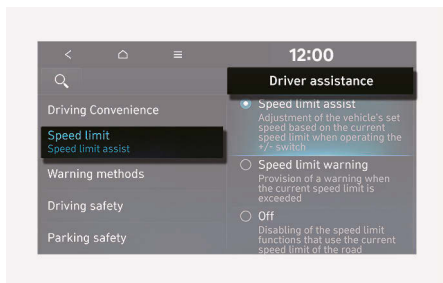 12:00
Driver assistance
Driving Convenience
Speed limit
Speed limit assist
Warning methods
Driving safety
Parking safety
Speed limit assist
Adjustment of the vehicle's set
speed based on the current
speed limit when operating the
+/- switch
Speed limit warning
Provision of a warning when
the current speed limit is
exceeded
Off
Disabling of the speed limit
functions that use the current
speed limit of the road